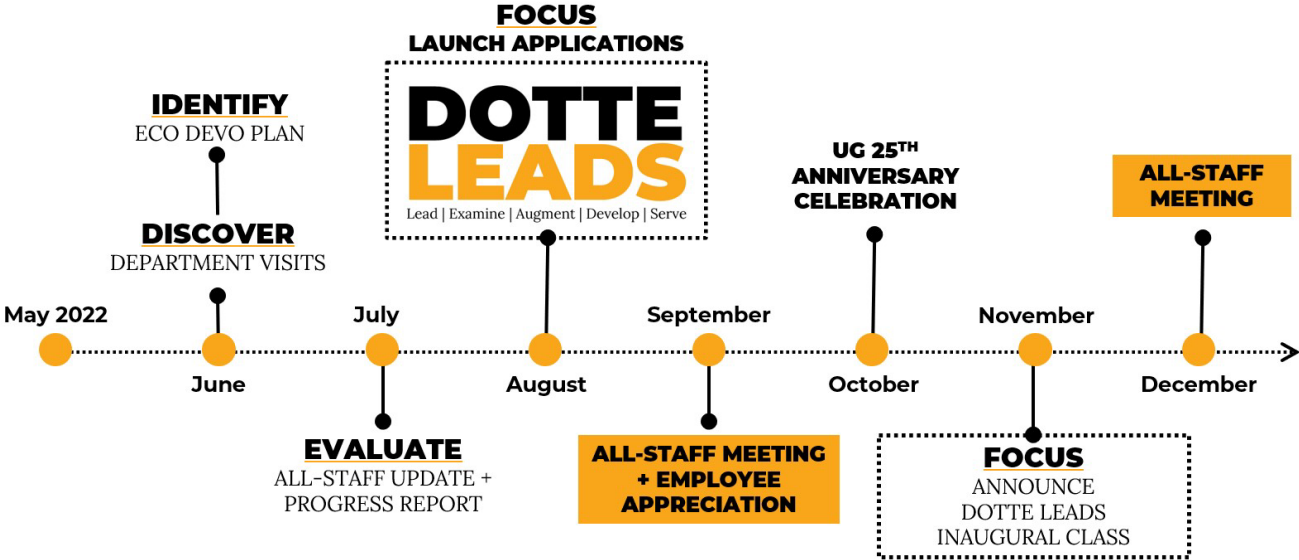 FOCUS
LAUNCH APPLICATIONS
DOTTE
LEADS
Lead | Examine | Augment | Develop | Serve
IDENTIFY
ECO DEVO PLAN
DISCOVER
DEPARTMENT VISITS
UG 25TH
ANNIVERSARY
CELEBRATION
ALL-STAFF
MEETING
May 2022
June
July
August
September
October
November
December
EVALUATE
ALL-STAFF UPDATE +
PROGRESS REPORT
ALL-STAFF MEETING
+ EMPLOYEE
APPRECIATION
FOCUS
ANNOUNCE
DOTTE LEADS
INAUGURAL CLASS